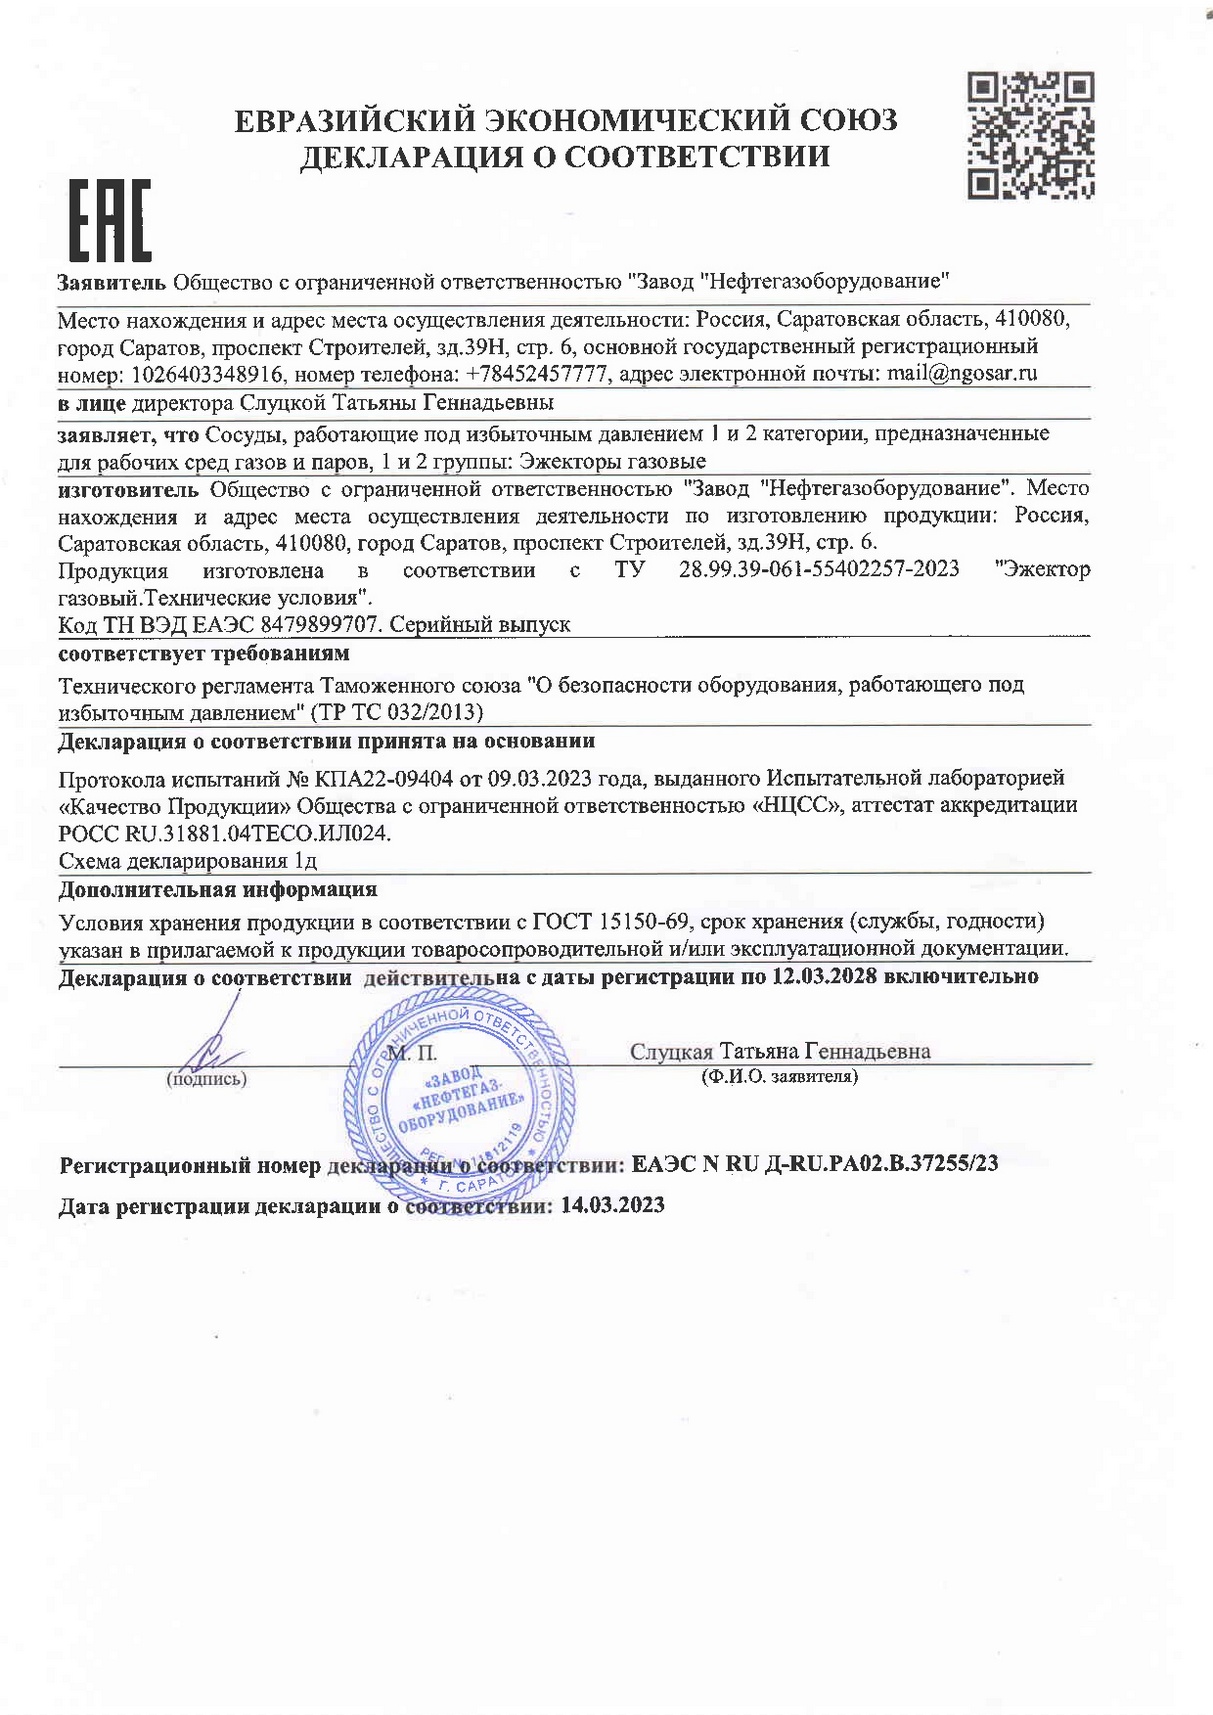 ЕВРАЗИЙСКИЙ ЭКОНОМИЧЕСКИЙ СОЮЗ
ДЕКЛАРАЦИЯ О СООТВЕТСТВИИ
ЕАС
Заявитель Общество с ограниченной ответственностью "Завод "Нефтегазоборудование"
Место нахождения и адрес места осуществления деятельности: Россия, Саратовская область, 410080,
город Саратов, проспект Строителей, зд.39Н, стр. 6, основной государственный регистрационный
номер: 1026403348916, номер телефона: +78452457777, адрес электронной почты: mail@ngosar.ru
в лице директора Слуцкой Татьяны Геннадьевны
заявляет, что Сосуды, работающие под избыточным давлением 1 и 2 категории, предназначенные
для рабочих сред газов и паров, 1 и 2 группы: Эжекторы газовые
изготовитель Общество с ограниченной ответственностью "Завод "Нефтегазоборудование". Место
нахождения и адрес места осуществления деятельности по изготовлению продукции: Россия,
Саратовская область, 410080, город Саратов, проспект Строителей, зд.39Н, стр. 6.
Продукция изготовлена в соответствии с ТУ 28.99.39-061-55402257-2023 "Эжектор
газовый.Технические условия".
Код ТН ВЭД ЕАЭС 8479899707. Серийный выпуск
соответствует требованиям
Технического регламента Таможенного союза "О безопасности оборудования, работающего под
избыточным давлением" (ТР ТС 032/2013)
Декларация о соответствии принята на основании
Протокола испытаний № КПА22-09404 от 09.03.2023 года, выданного Испытательной лабораторией
«Качество Продукции» Общества с ограниченной ответственностью «НЦСС», аттестат аккредитации
РОСС RU.31881.04ТЕСО.ИЛ024.
Схема декларирования 1д
Дополнительная информация
Условия хранения продукции в соответствии с ГОСТ 15150-69, срок хранения (службы, годности)
указан в прилагаемой к продукции товаросопроводительной и/или эксплуатационной документации.
Декларация о соответствии действительна с даты регистрации по 12.03.2028 включительно
М. П. Слуцкая Татьяна Геннадьевна
(подпись) (Ф.И.О. заявителя)
ОБЩЕСТВО С ОГРАНИЧЕННОЙ ОТВЕТСТВЕННОСТЬЮ
«ЗАВОД
«НЕФТЕГАЗ-
ОБОРУДОВАНИЕ»
РЕГ. № 11812119
* Г. САРАТОВ *
Регистрационный номер декларации о соответствии: ЕАЭС N RU Д-RU.РА02.В.37255/23
Дата регистрации декларации о соответствии: 14.03.2023